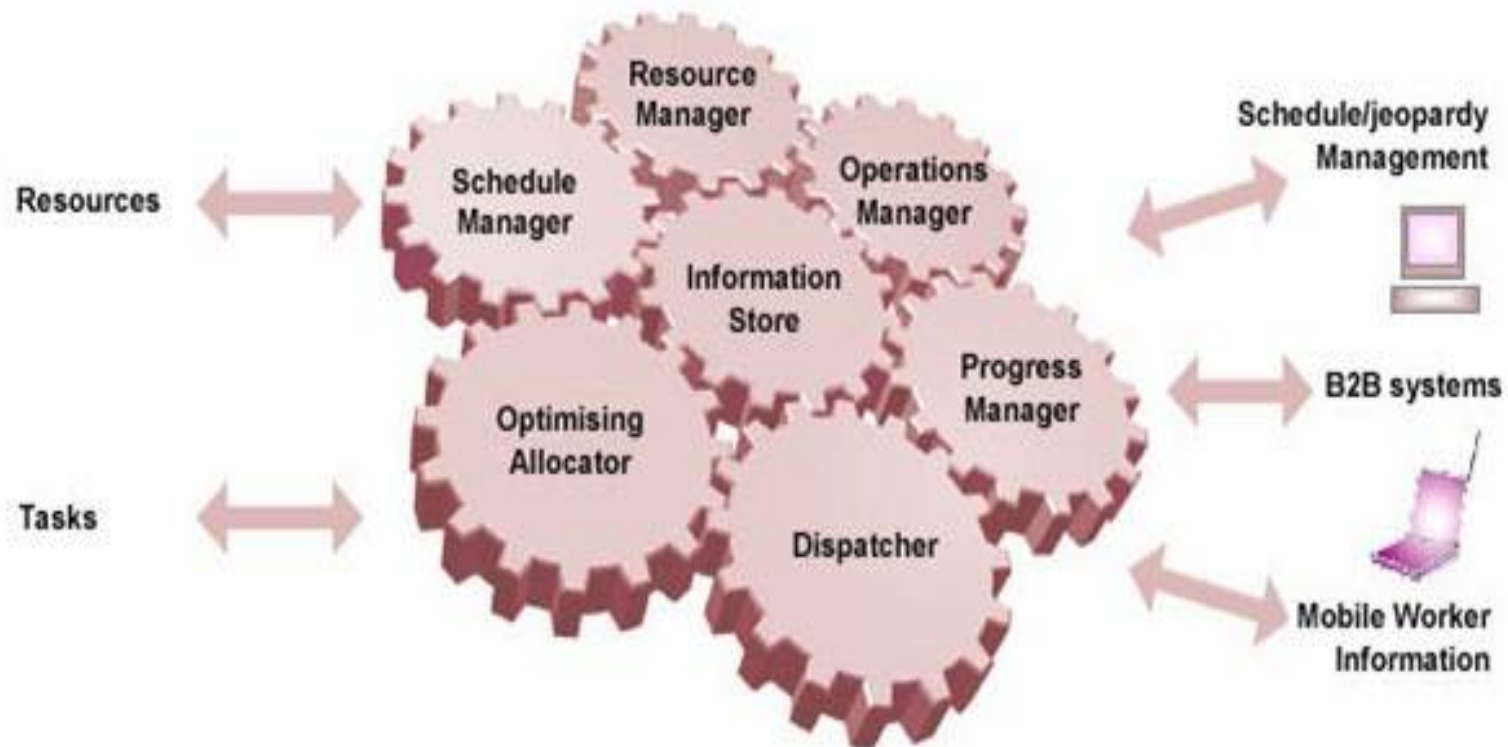 Resource
Manager
Schedule/jeopardy
Management
Schedule
Manager
Operations
Manager
Resources
Information
Store
Progress
Manager
B2B systems
Optimising
Allocator
Tasks
Dispatcher
Mobile Worker
Information